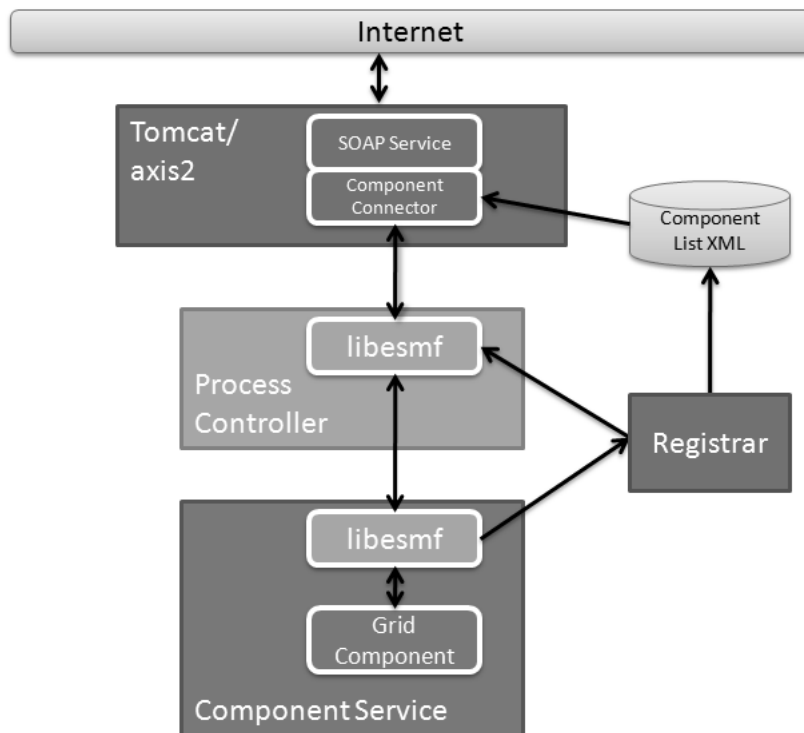 Internet
Tomcat/
axis2
SOAP Service
Component
Connector
Component
List XML
libesmf
Process
Controller
Registrar
libesmf
Grid
Component
Component Service